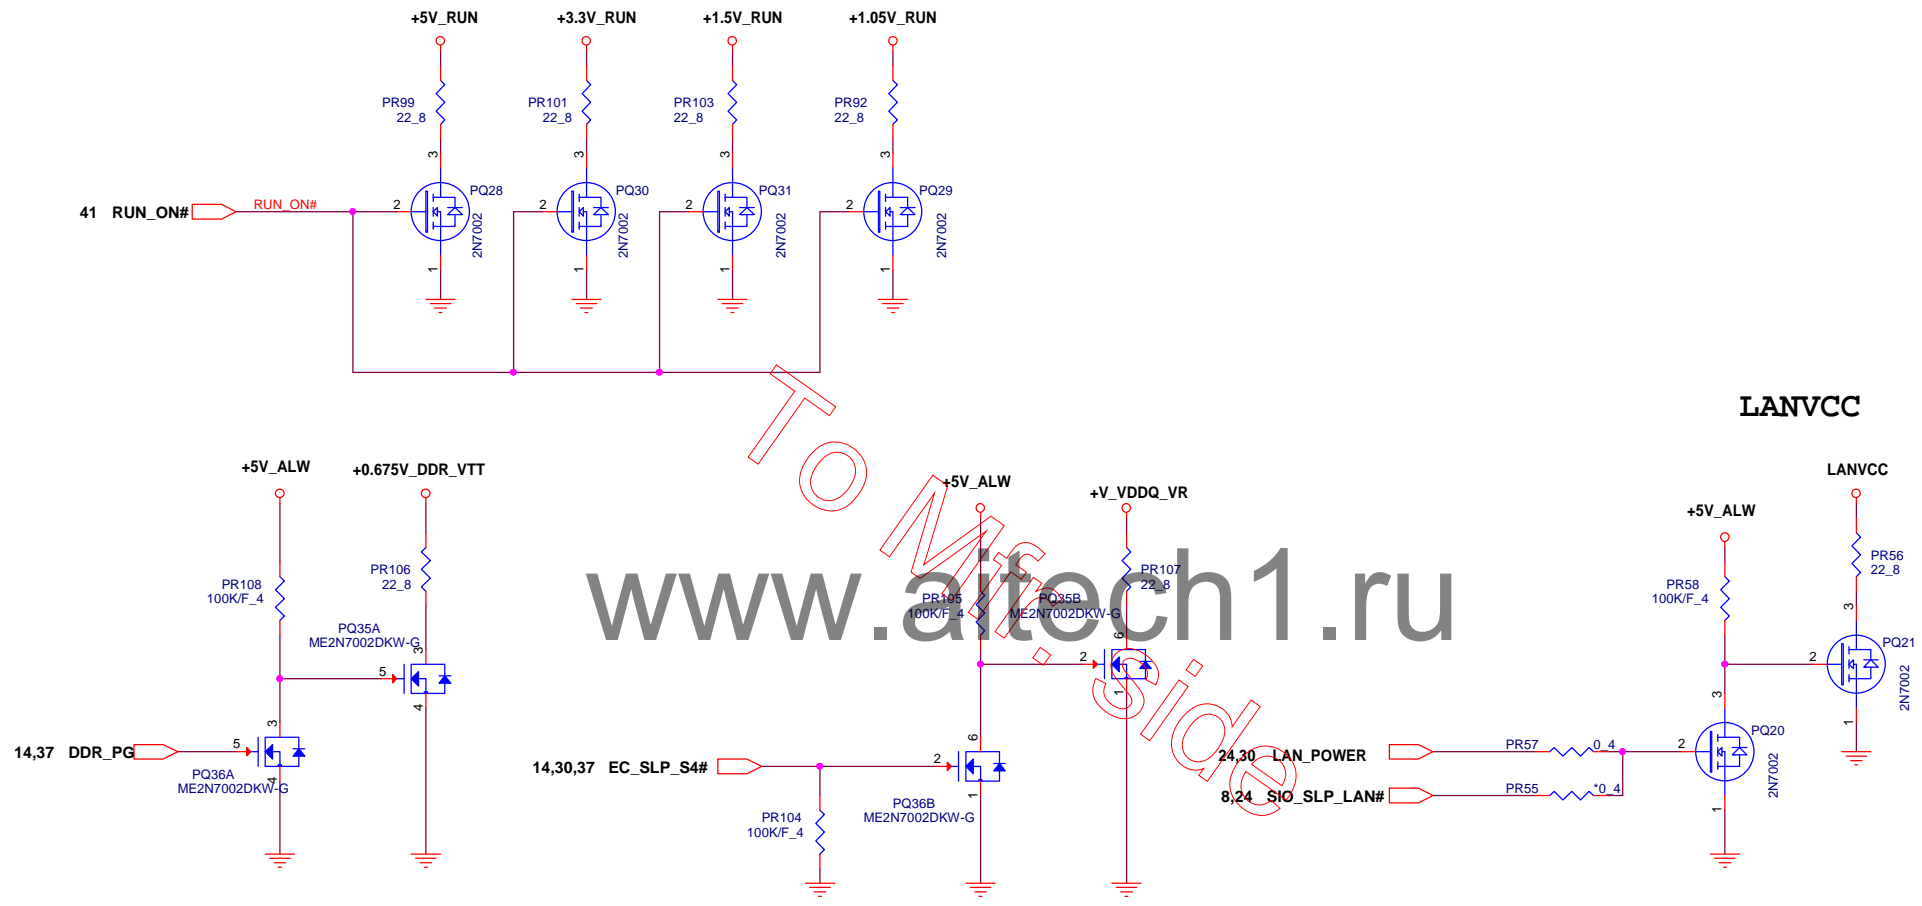 +5V_RUN
+3.3V_RUN
+1.5V_RUN
+1.05V_RUN
PR99
22_8
PR101
22_8
PR103
22_8
PR92
22_8
3
3
3
3
PQ28
PQ30
PQ31
PQ29
41 RUN_ON#
RUN_ON#
2
2
2
2
2N7002
2N7002
2N7002
2N7002
1
1
1
1
LANVCC
+5V_ALW
+0.675V_DDR_VTT
PR108
100K/F_4
PR106
22_8
PQ35A
ME2N7002DKW-G
3
5
4
14,37 DDR_PG
3
5
4
PQ36A
ME2N7002DKW-G
+5V_ALW
+V_VDDQ_VR
PR105
100K/F_4
PR107
22_8
PQ35B
ME2N7002DKW-G
6
2
1
14,30,37 EC_SLP_S4#
6
2
1
PQ36B
ME2N7002DKW-G
PR104
100K/F_4
LANVCC
+5V_ALW
PR56
22_8
PR58
100K/F_4
3
PQ21
2
2N7002
1
3
PQ20
2
2N7002
1
24,30 LAN_POWER
PR57
0_4
8,24 SIO_SLP_LAN#
PR55
*0_4
www.aitech1.ru
To Mfr. side